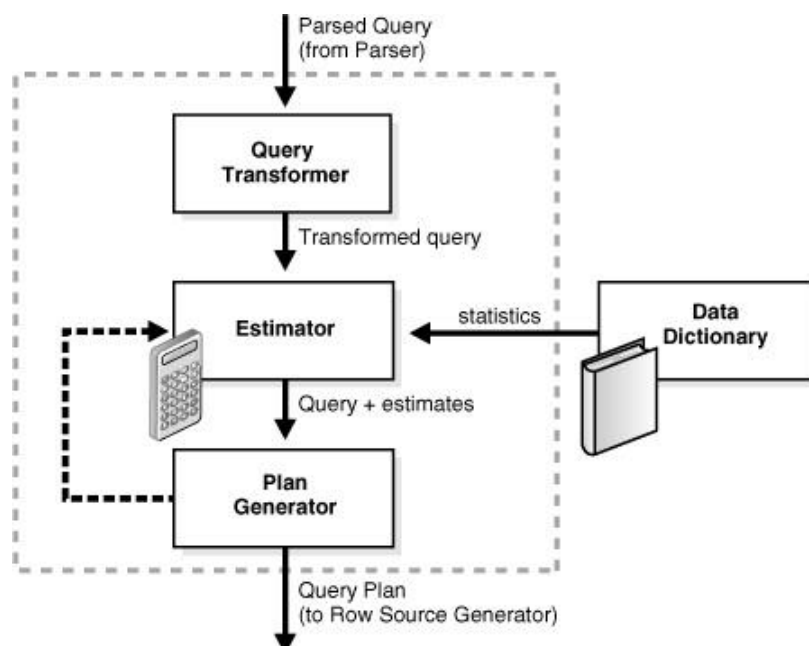 Parsed Query
(from Parser)
Query
Transformer
Transformed query
Estimator
statistics
Data
Dictionary
Query + estimates
Plan
Generator
Query Plan
(to Row Source Generator)